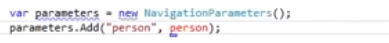 var parameters = new NavigationParameters();
parameters.Add("person", person);